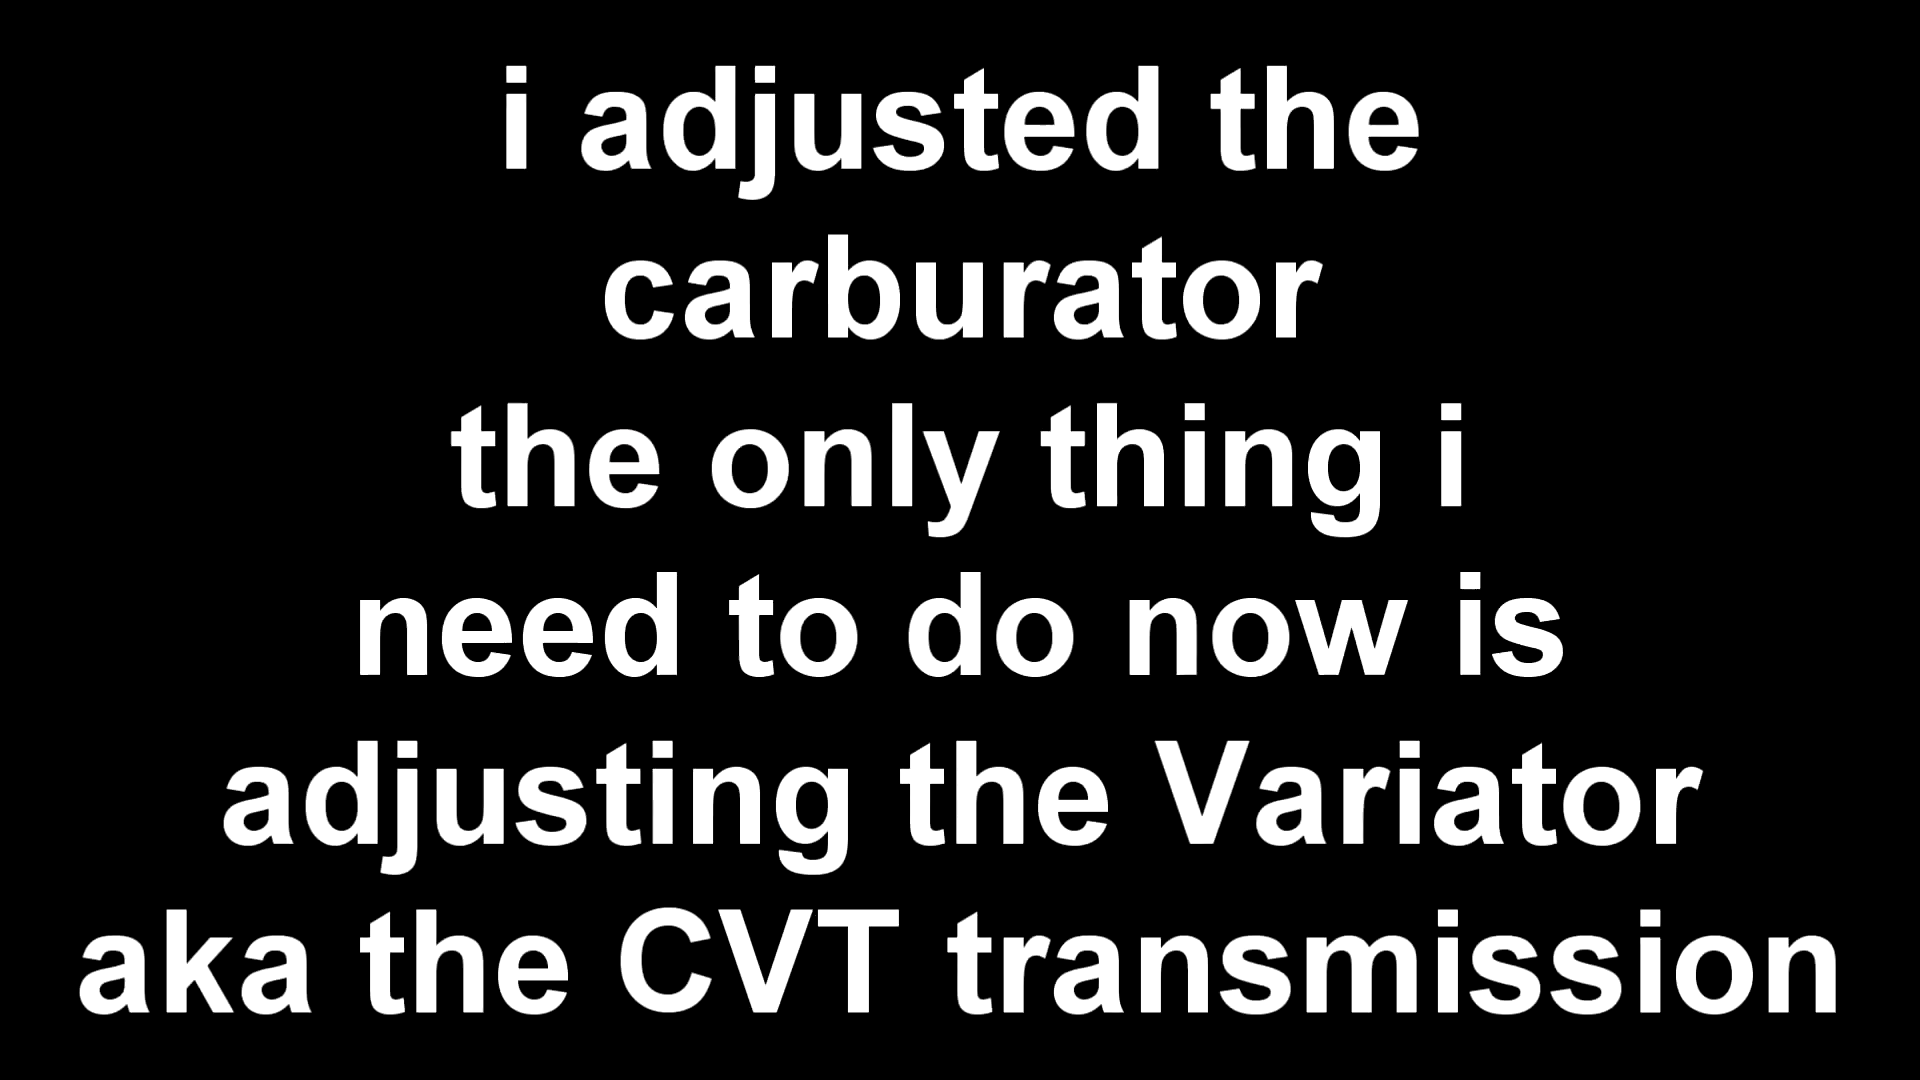 i adjusted the
carburator
the only thing i
need to do now is
adjusting the Variator
aka the CVT transmission